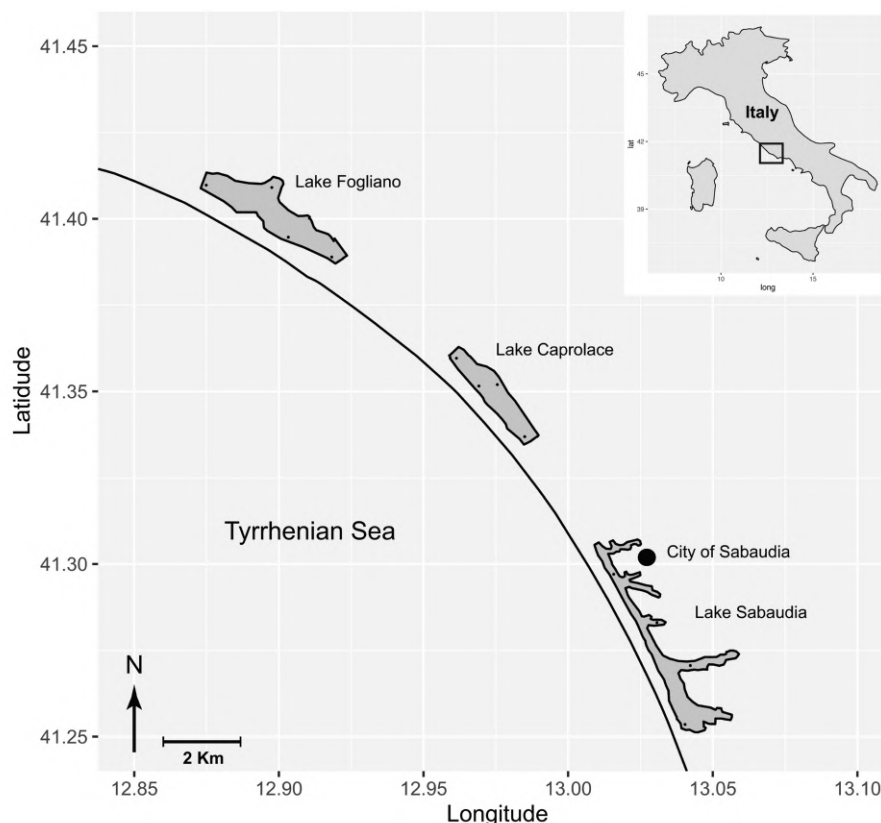 41.45
41.40
41.35
41.30
41.25
Latidude
Lake Fogliano
Lake Caprolace
Tyrrhenian Sea
City of Sabaudia
Lake Sabaudia
N
2 Km
12.85
12.90
12.95
13.00
13.05
13.10
Longitude
Italy
45
42
39
lat
10
15
long